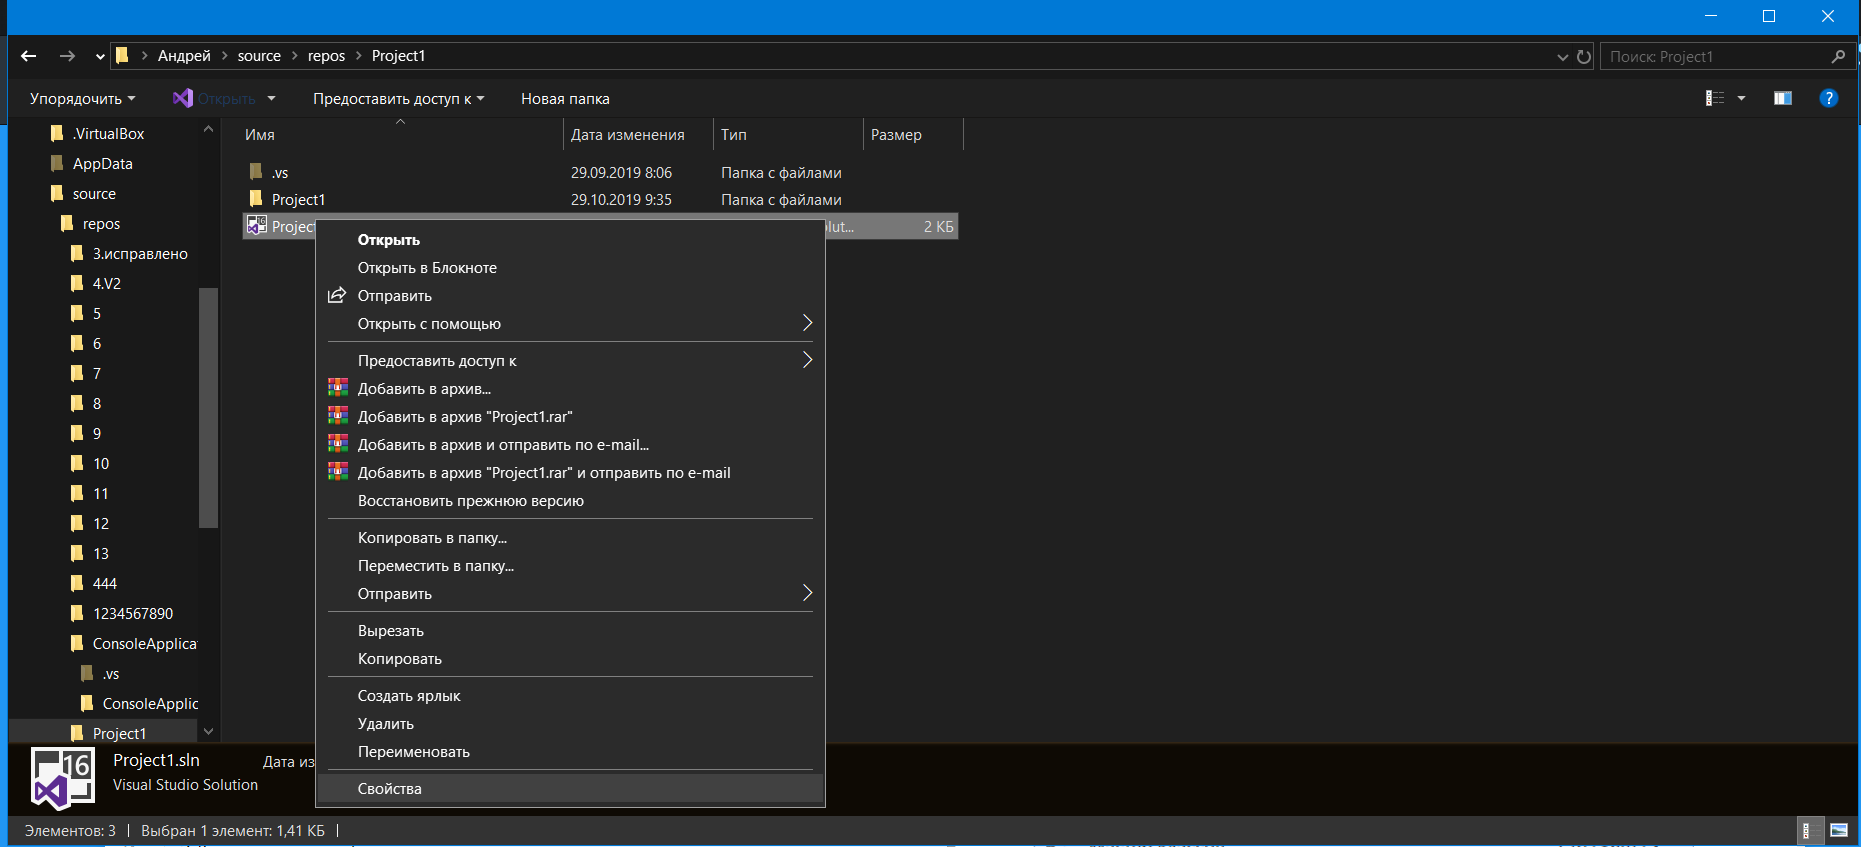 Андрей source repos Project1
Поиск: Project1
Упорядочить Открыть Предоставить доступ к Новая папка
.VirtualBox
AppData
source
repos
3.исправлено
4.V2
5
6
7
8
9
10
11
12
13
444
1234567890
ConsoleApplicat
.vs
ConsoleApplic
Project1
Имя Дата изменения Тип Размер
.vs 29.09.2019 8:06 Папка с файлами
Project1 29.10.2019 9:35 Папка с файлами
Project lut... 2 КБ
Открыть
Открыть в Блокноте
Отправить
Открыть с помощью
Предоставить доступ к
Добавить в архив...
Добавить в архив "Project1.rar"
Добавить в архив и отправить по e-mail...
Добавить в архив "Project1.rar" и отправить по e-mail
Восстановить прежнюю версию
Копировать в папку...
Переместить в папку...
Отправить
Вырезать
Копировать
Создать ярлык
Удалить
Переименовать
Свойства
16
Project1.sln Дата из
Visual Studio Solution
Элементов: 3 Выбран 1 элемент: 1,41 КБ